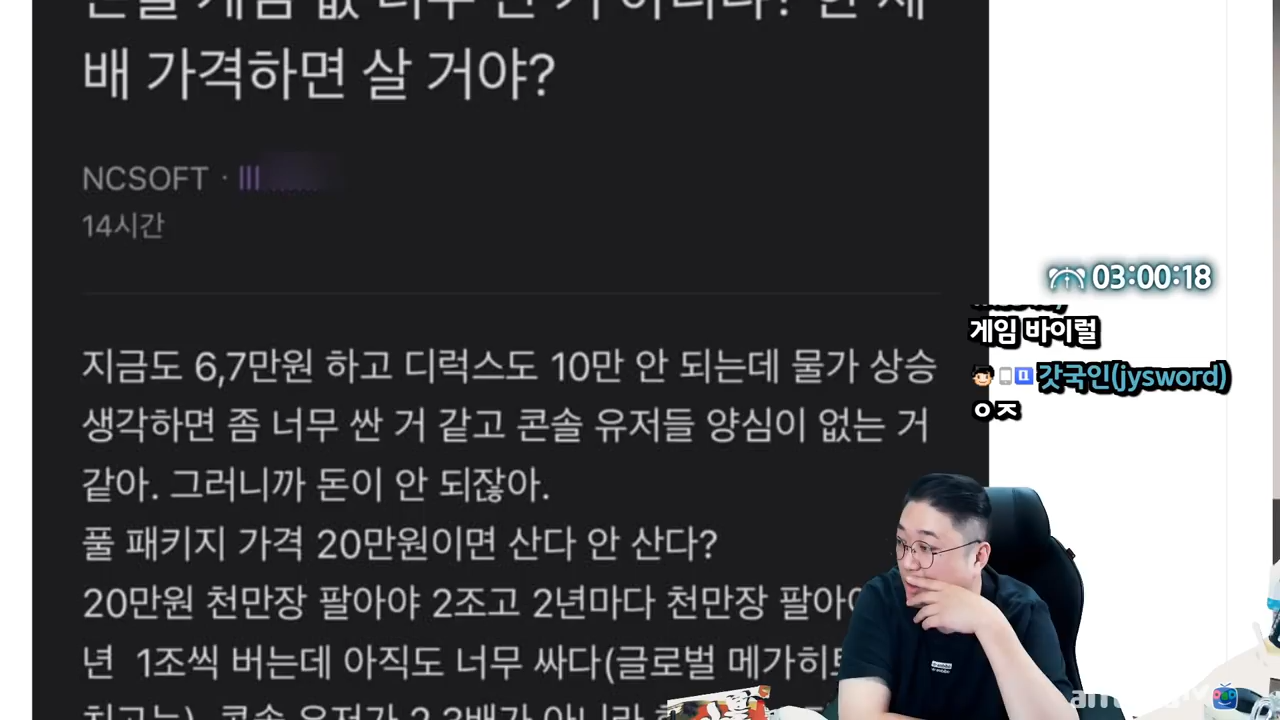 배 가격하면 살 거야?
NCSOFT ·
14시간
지금도 6,7만원 하고 디럭스도 10만 안 되는데 물가 상승
생각하면 좀 너무 싼 거 같고 콘솔 유저들 양심이 없는 거
같아. 그러니까 돈이 안 되잖아.
풀 패키지 가격 20만원이면 산다 안 산다?
20만원 천만장 팔아야 2조고 2년마다 천만장 팔아
년 1조씩 버는데 아직도 너무 싸다(글로벌 메가히
03:00:18
게임 바이럴
갓국인(jysword)
ㅇㅈ